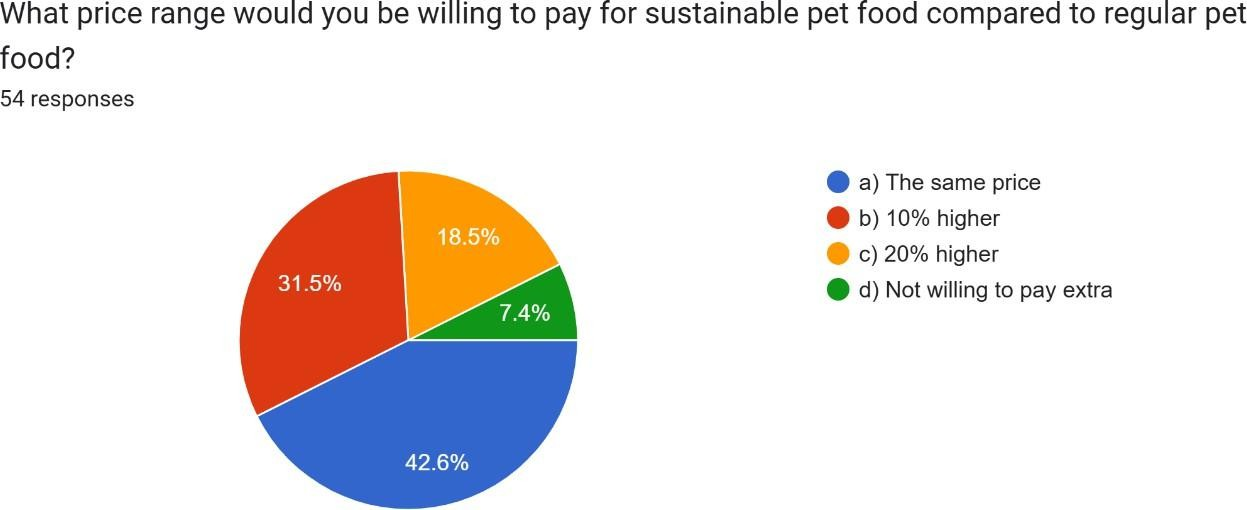 What price range would you be willing to pay for sustainable pet food compared to regular pet
food?
54 responses
a) The same price
b) 10% higher
c) 20% higher
d) Not willing to pay extra
18.5%
31.5%
7.4%
42.6%